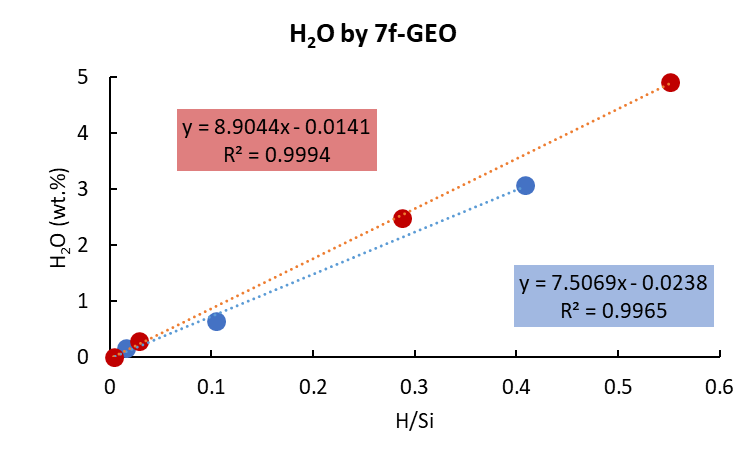 H₂O by 7f-GEO
5
4
3
2
1
0
H₂O (wt.%)
y = 8.9044x - 0.0141
R² = 0.9994
y = 7.5069x - 0.0238
R² = 0.9965
0 0.1 0.2 0.3 0.4 0.5 0.6
H/Si